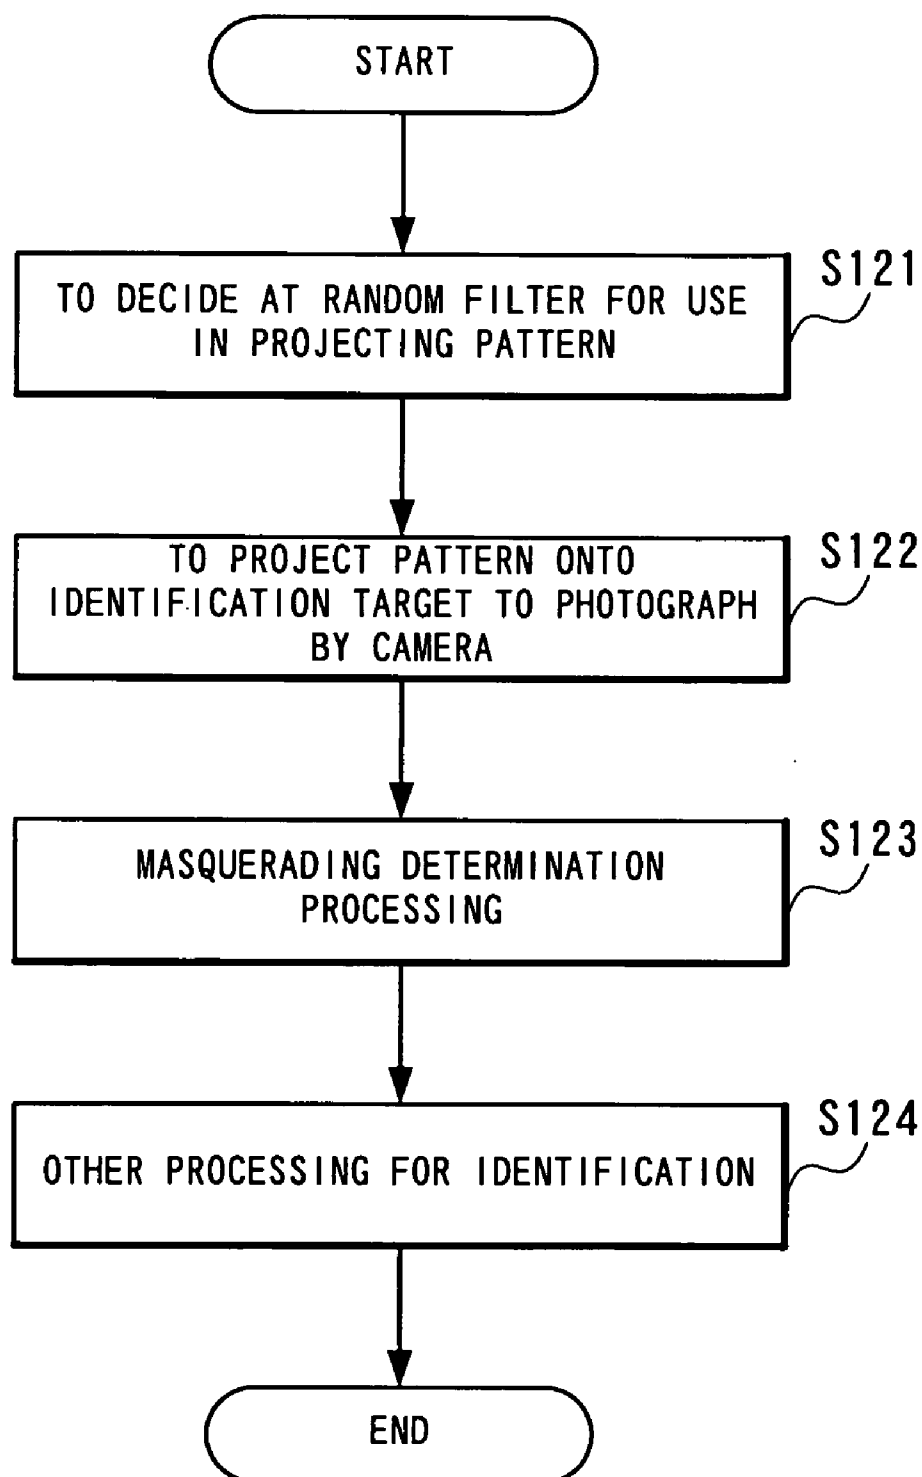 START
S121
TO DECIDE AT RANDOM FILTER FOR USE
IN PROJECTING PATTERN
S122
TO PROJECT PATTERN ONTO
IDENTIFICATION TARGET TO PHOTOGRAPH
BY CAMERA
S123
MASQUERADING DETERMINATION
PROCESSING
S124
OTHER PROCESSING FOR IDENTIFICATION
END